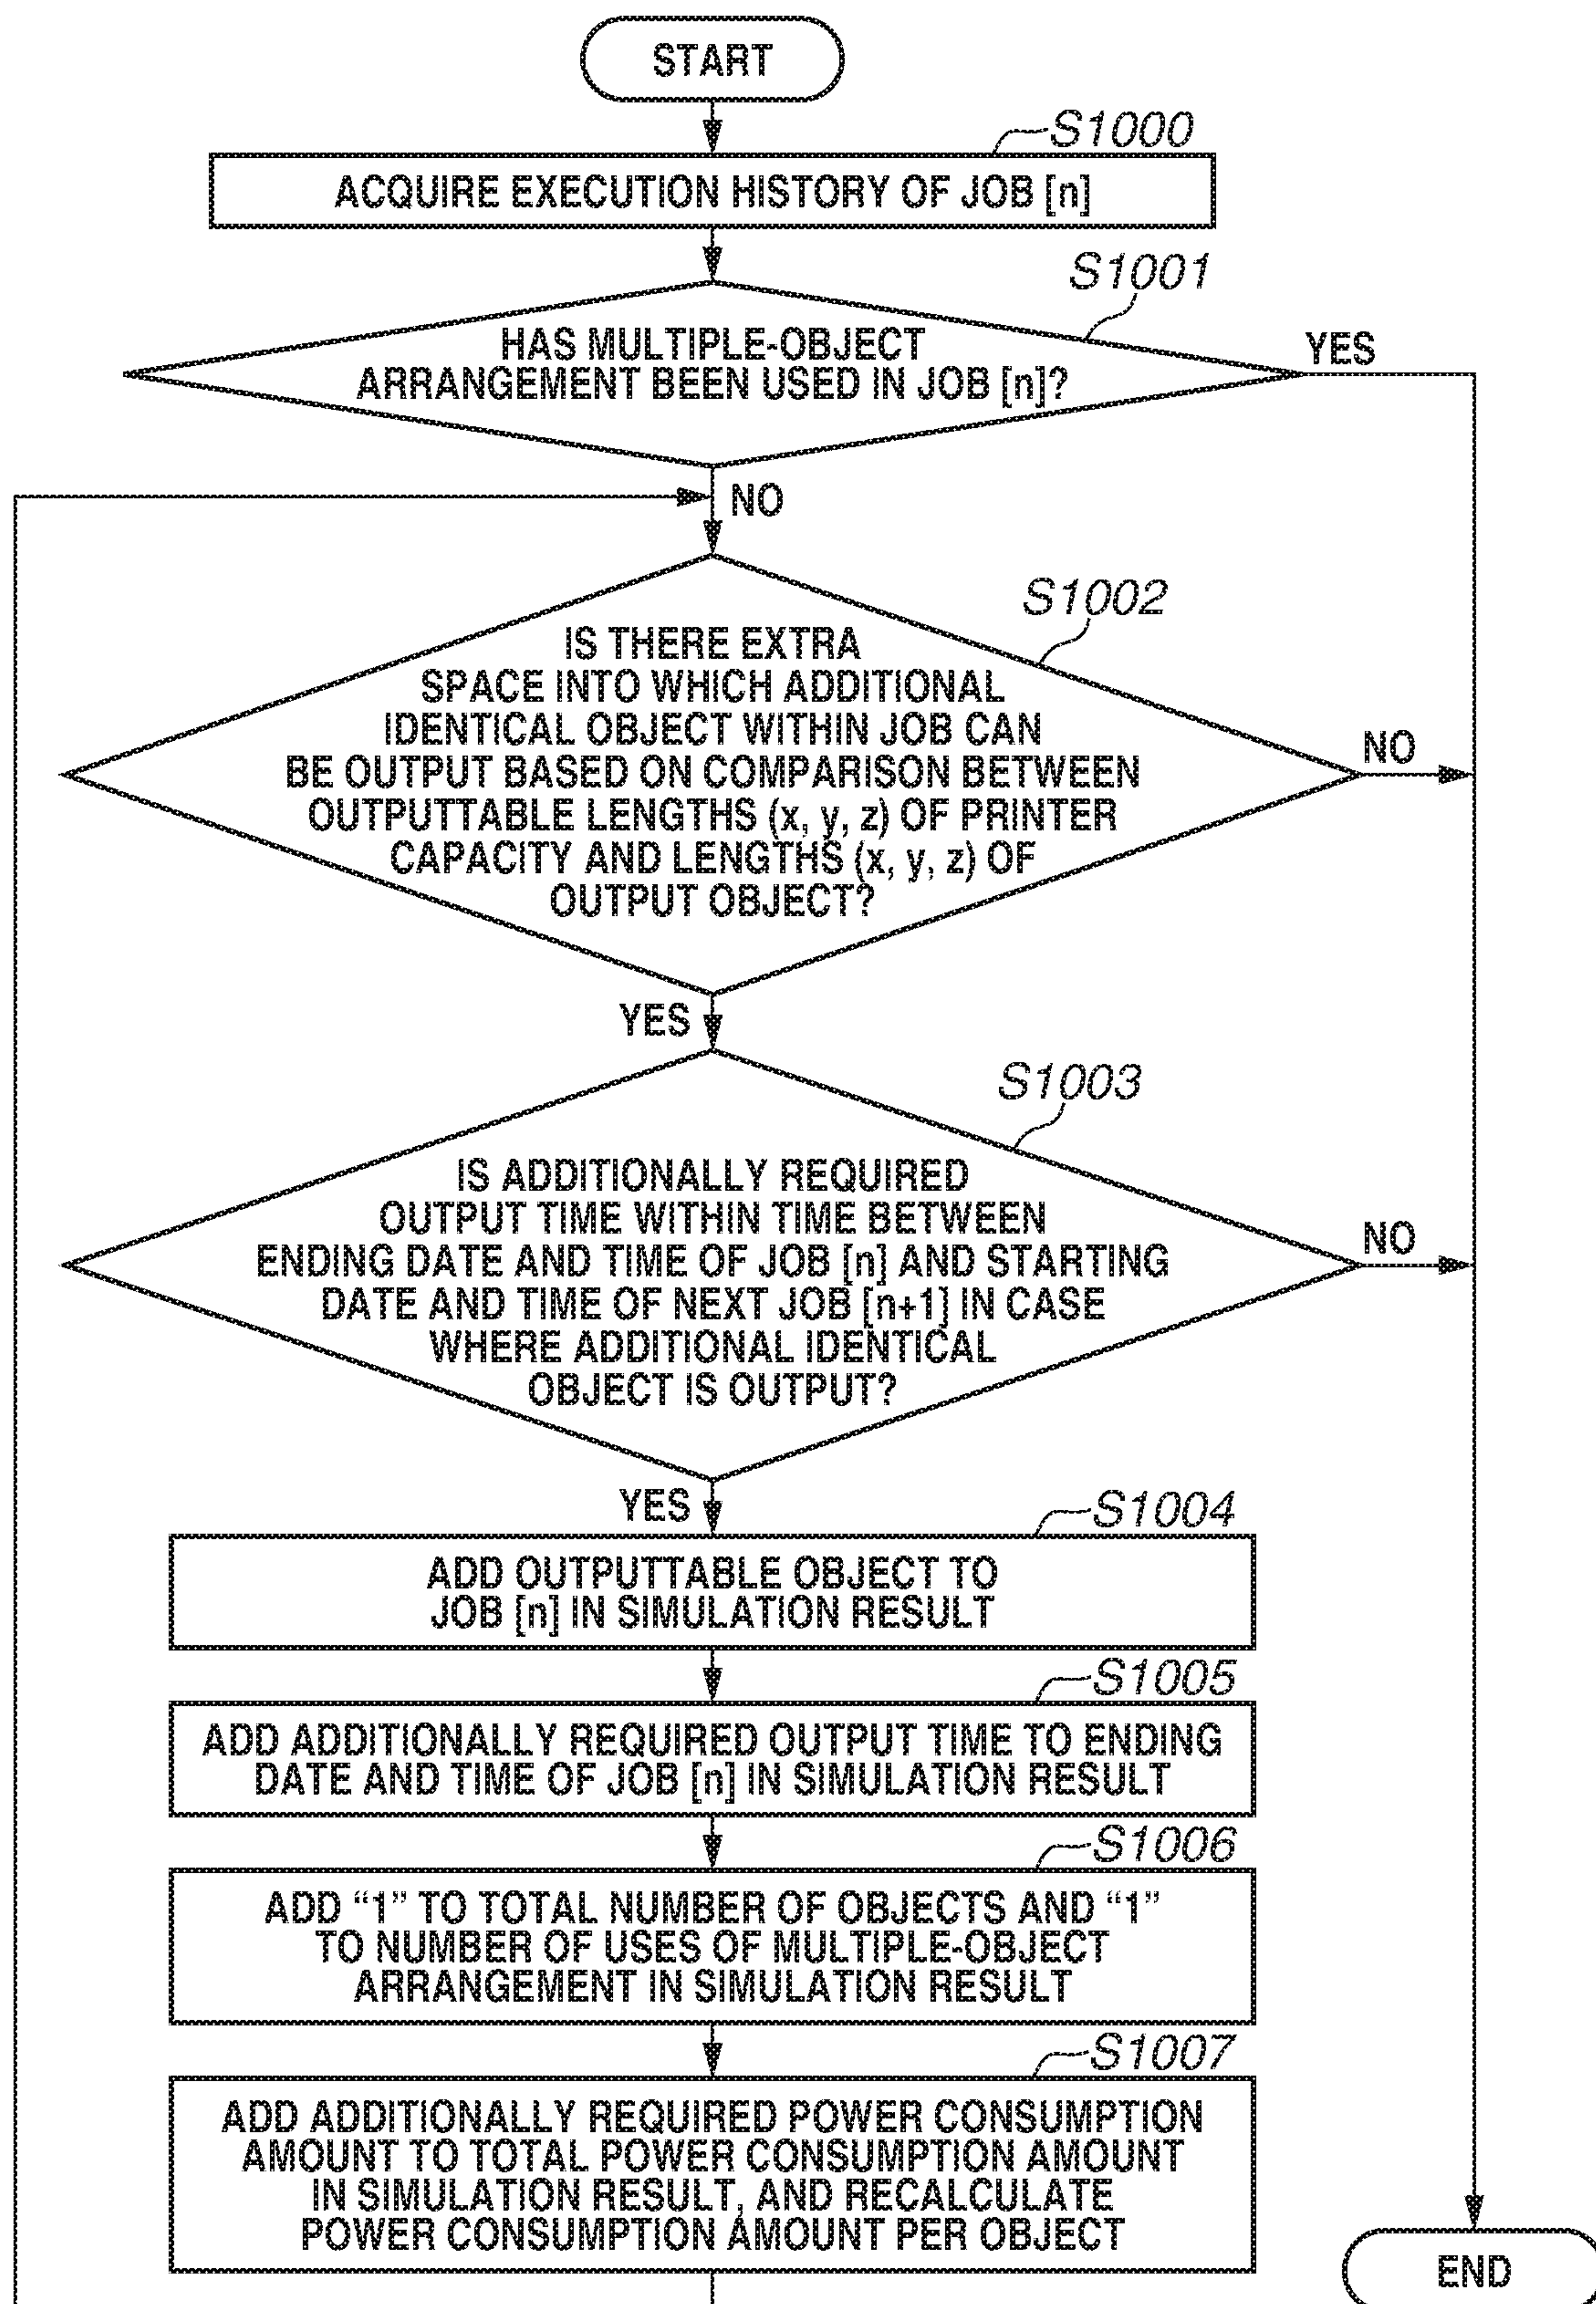 START
S1000
ACQUIRE EXECUTION HISTORY OF JOB [n]
S1001
HAS MULTIPLE-OBJECT
ARRANGEMENT BEEN USED IN JOB [n]?
YES
NO
S1002
IS THERE EXTRA
SPACE INTO WHICH ADDITIONAL
IDENTICAL OBJECT WITHIN JOB CAN
BE OUTPUT BASED ON COMPARISON BETWEEN
OUTPUTTABLE LENGTHS (x, y, z) OF PRINTER
CAPACITY AND LENGTHS (x, y, z) OF
OUTPUT OBJECT?
NO
YES
S1003
IS ADDITIONALLY REQUIRED
OUTPUT TIME WITHIN TIME BETWEEN
ENDING DATE AND TIME OF JOB [n] AND STARTING
DATE AND TIME OF NEXT JOB [n+1] IN CASE
WHERE ADDITIONAL IDENTICAL
OBJECT IS OUTPUT?
NO
YES
S1004
ADD OUTPUTTABLE OBJECT TO
JOB [n] IN SIMULATION RESULT
S1005
ADD ADDITIONALLY REQUIRED OUTPUT TIME TO ENDING
DATE AND TIME OF JOB [n] IN SIMULATION RESULT
S1006
ADD “1” TO TOTAL NUMBER OF OBJECTS AND “1”
TO NUMBER OF USES OF MULTIPLE-OBJECT
ARRANGEMENT IN SIMULATION RESULT
S1007
ADD ADDITIONALLY REQUIRED POWER CONSUMPTION
AMOUNT TO TOTAL POWER CONSUMPTION AMOUNT
IN SIMULATION RESULT, AND RECALCULATE
POWER CONSUMPTION AMOUNT PER OBJECT
END